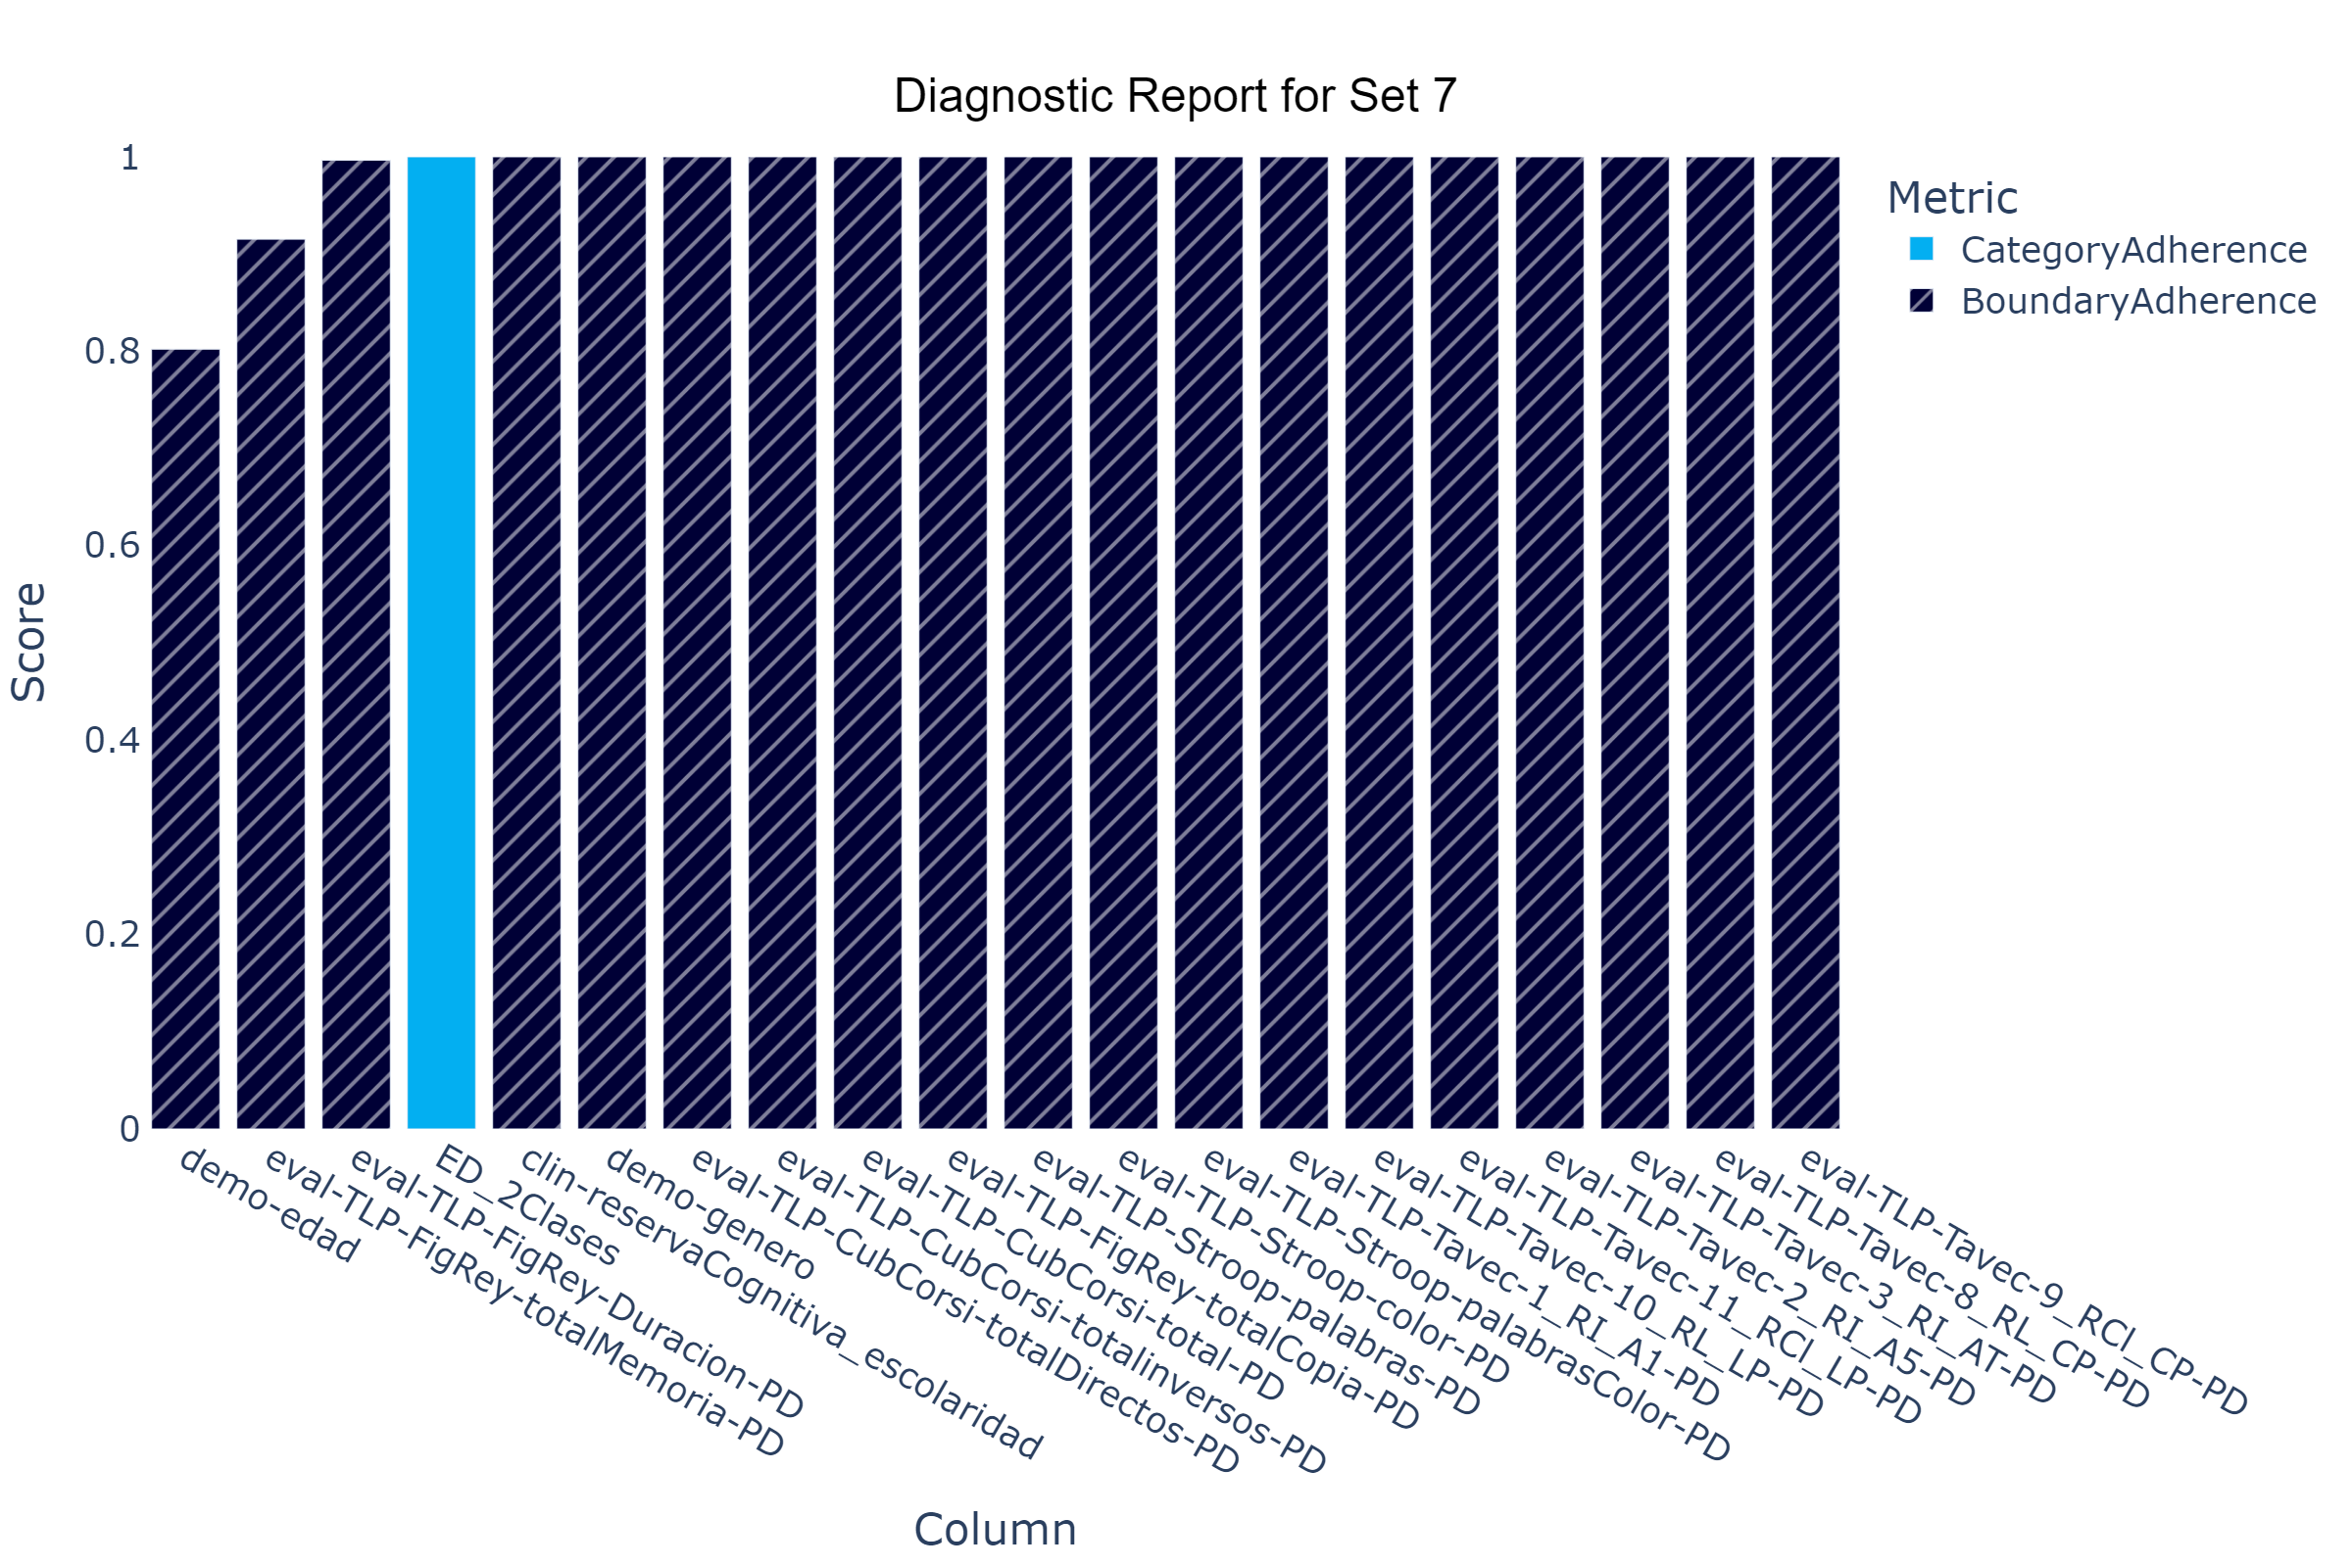 Diagnostic Report for Set 7
1
0.8
0.6
0.4
0.2
0
Score
Metric
CategoryAdherence
BoundaryAdherence
demo-edad
eval-TLP-FigRey-totalMemoria-PD
eval-TLP-FigRey-Duracion-PD
ED_2Clases
clin-reservaCognitiva_escolaridad
demo-genero
eval-TLP-CubCorsi-totalDirectos-PD
eval-TLP-CubCorsi-totalinversos-PD
eval-TLP-CubCorsi-total-PD
eval-TLP-FigRey-totalCopia-PD
eval-TLP-Stroop-palabras-PD
eval-TLP-Stroop-color-PD
eval-TLP-Stroop-palabrasColor-PD
eval-TLP-Tavec-1_RI_A1-PD
eval-TLP-Tavec-10_RL_LP-PD
eval-TLP-Tavec-11_RCl_LP-PD
eval-TLP-Tavec-2_RI_A5-PD
eval-TLP-Tavec-3_RI_AT-PD
eval-TLP-Tavec-8_RL_CP-PD
eval-TLP-Tavec-9_RCl_CP-PD
Column